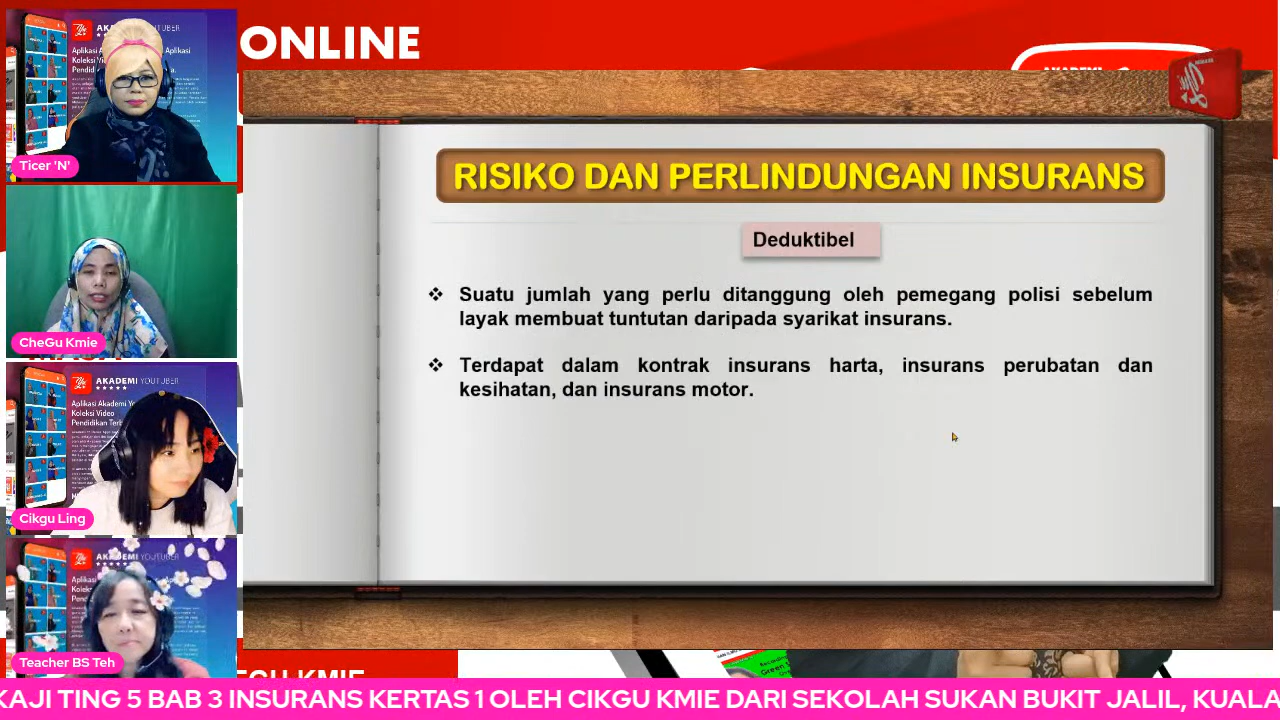 ONLINE
AKADEMI YOUTUBER
Aplikasi
Koleksi
Ticer 'N'
CheGu Kmie
AKADEMI YOUTUBER
Koleksi Video
Cikgu Ling
Teacher BS Teh
RISIKO DAN PERLINDUNGAN INSURANS
Deduktibel
❖ Suatu jumlah yang perlu ditanggung oleh pemegang polisi sebelum
layak membuat tuntutan daripada syarikat insurans.
❖ Terdapat dalam kontrak insurans harta, insurans perubatan dan
kesihatan, dan insurans motor.
KAJI TING 5 BAB 3 INSURANS KERTAS 1 OLEH CIKGU KMIE DARI SEKOLAH SUKAN BUKIT JALIL, KUALA